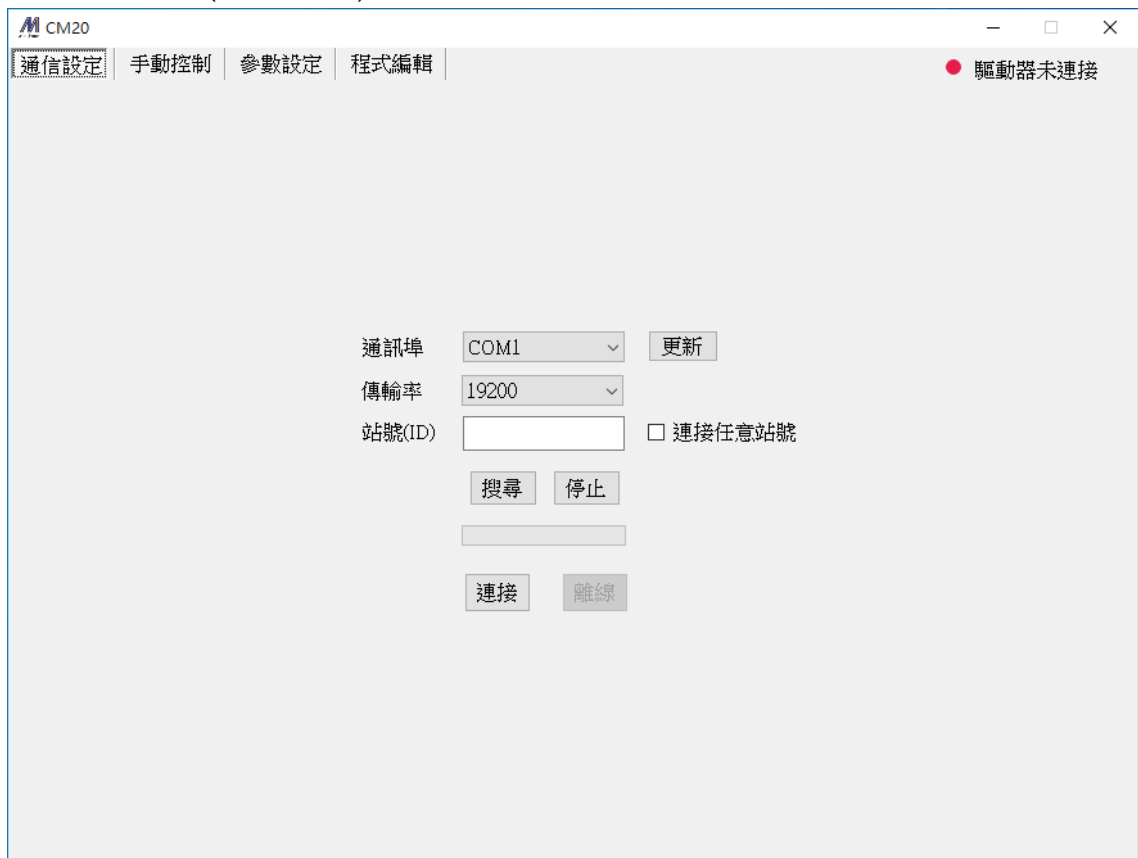 CM20
通信設定 手動控制 參數設定 程式編輯
驅動器未連接
通訊埠 COM1 更新
傳輸率 19200
站號(ID) 連接任意站號
搜尋 停止
連接 離線